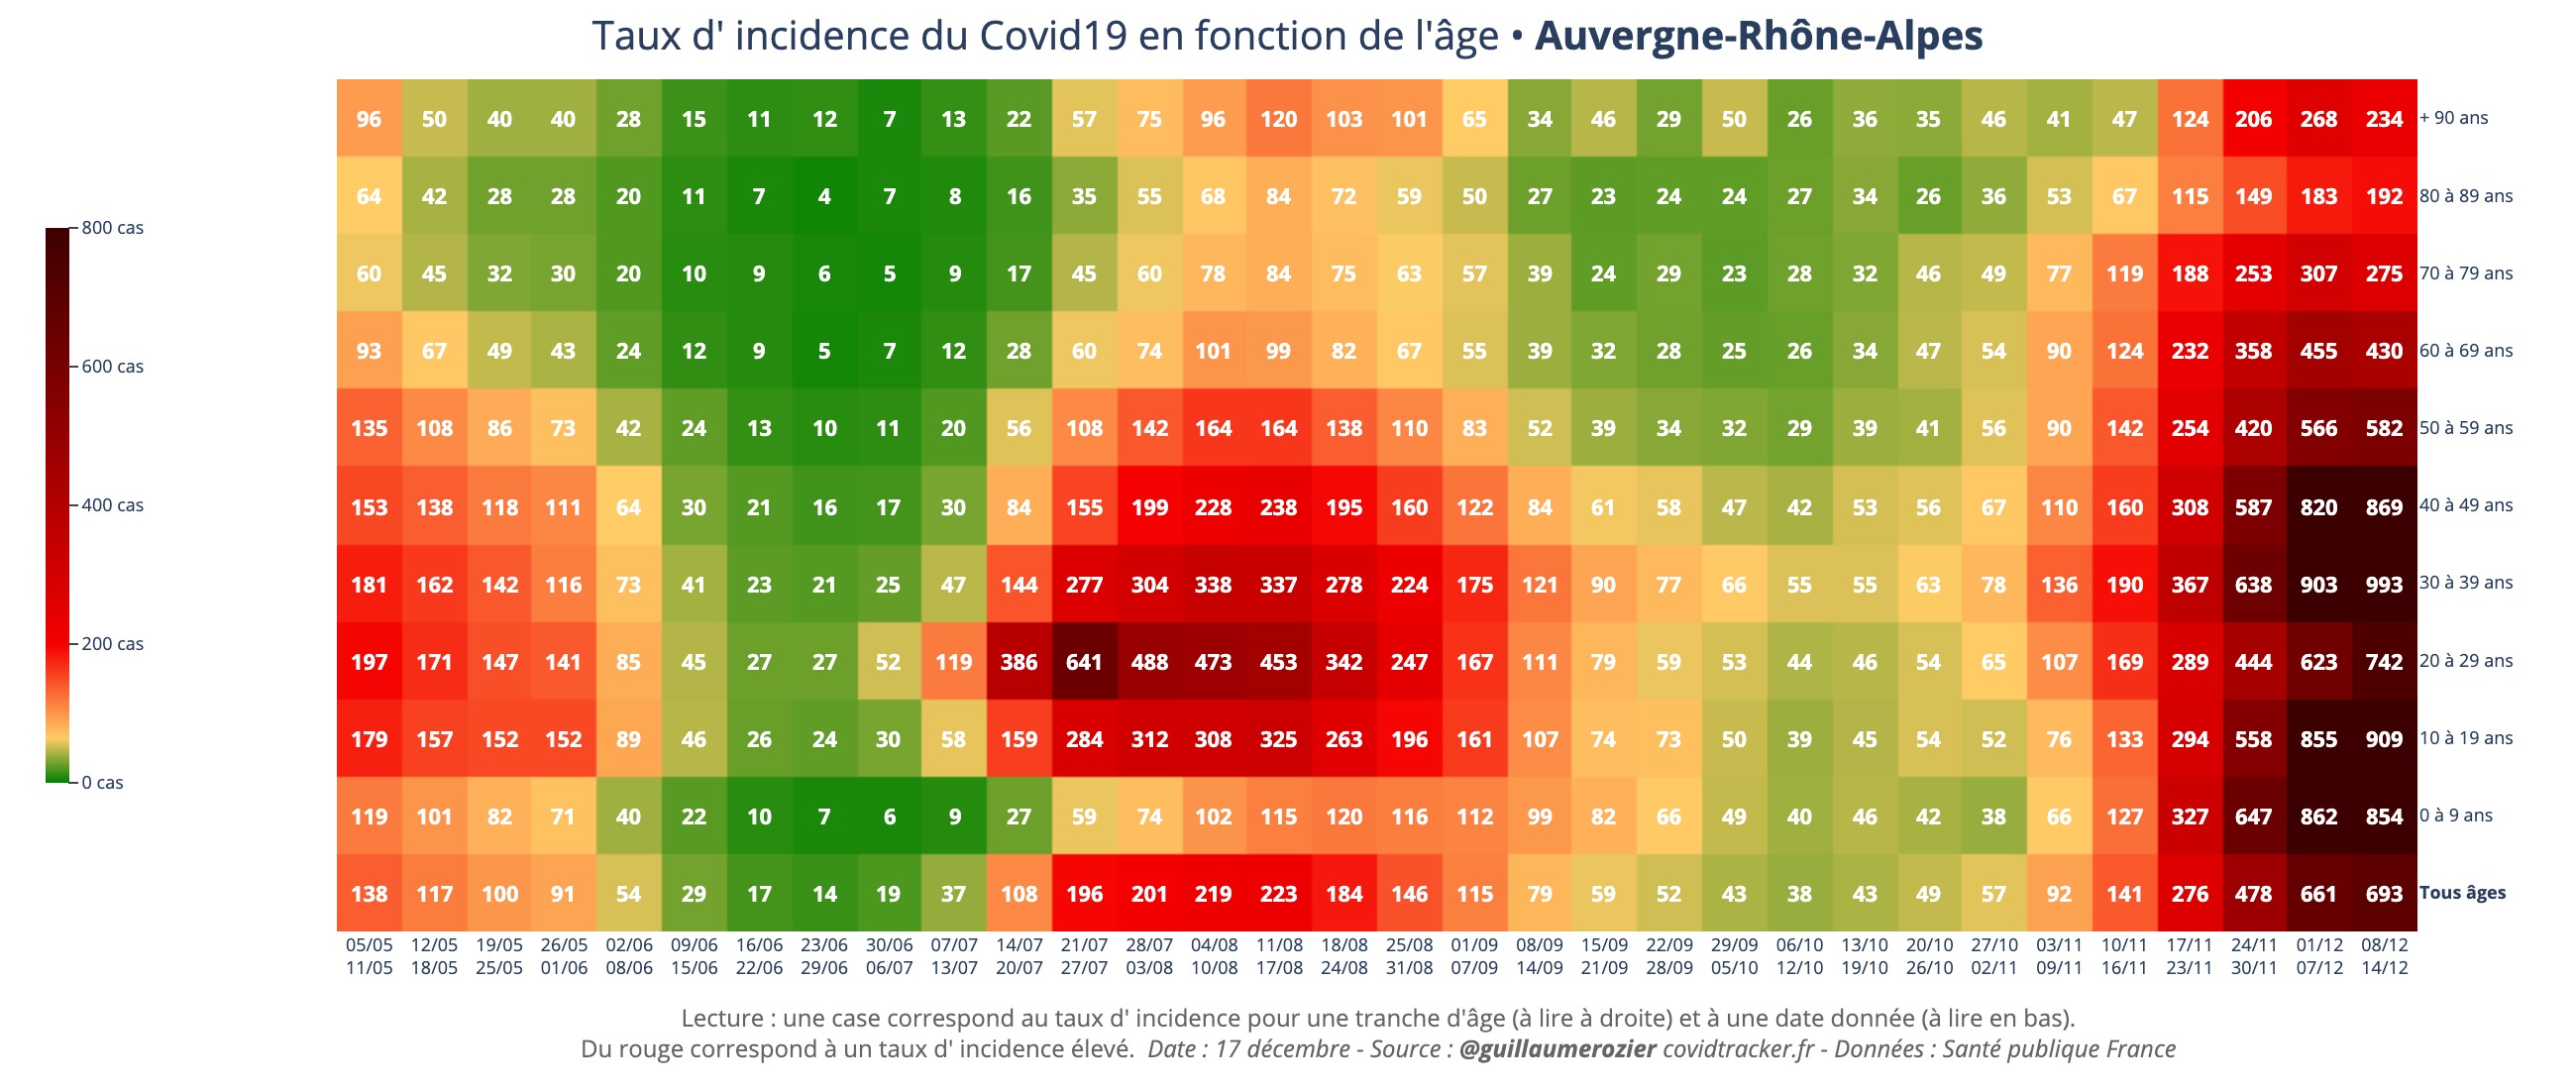 Taux d' incidence du Covid19 en fonction de l'âge • Auvergne-Rhône-Alpes
800 cas
600 cas
400 cas
200 cas
0 cas
96 50 40 40 28 15 11 12 7 13 22 57 75 96 120 103 101 65 34 46 29 50 26 36 35 46 41 47 124 206 268 234 + 90 ans
64 42 28 28 20 11 7 4 7 8 16 35 55 68 84 72 59 50 27 23 24 24 27 34 26 36 53 67 115 149 183 192 80 à 89 ans
60 45 32 30 20 10 9 6 5 9 17 45 60 78 84 75 63 57 39 24 29 23 28 32 46 49 77 119 188 253 307 275 70 à 79 ans
93 67 49 43 24 12 9 5 7 12 28 60 74 101 99 82 67 55 39 32 28 25 26 34 47 54 90 124 232 358 455 430 60 à 69 ans
135 108 86 73 42 24 13 10 11 20 56 108 142 164 164 138 110 83 52 39 34 32 29 39 41 56 90 142 254 420 566 582 50 à 59 ans
153 138 118 111 64 30 21 16 17 30 84 155 199 228 238 195 160 122 84 61 58 47 42 53 56 67 110 160 308 587 820 869 40 à 49 ans
181 162 142 116 73 41 23 21 25 47 144 277 304 338 337 278 224 175 121 90 77 66 55 55 63 78 136 190 367 638 903 993 30 à 39 ans
197 171 147 141 85 45 27 27 52 119 386 641 488 473 453 342 247 167 111 79 59 53 44 46 54 65 107 169 289 444 623 742 20 à 29 ans
179 157 152 152 89 46 26 24 30 58 159 284 312 308 325 263 196 161 107 74 73 50 39 45 54 52 76 133 294 558 855 909 10 à 19 ans
119 101 82 71 40 22 10 7 6 9 27 59 74 102 115 120 116 112 99 82 66 49 40 46 42 38 66 127 327 647 862 854 0 à 9 ans
138 117 100 91 54 29 17 14 19 37 108 196 201 219 223 184 146 115 79 59 52 43 38 43 49 57 92 141 276 478 661 693 Tous âges
05/05 12/05 19/05 26/05 02/06 09/06 16/06 23/06 30/06 07/07 14/07 21/07 28/07 04/08 11/08 18/08 25/08 01/09 08/09 15/09 22/09 29/09 06/10 13/10 20/10 27/10 03/11 10/11 17/11 24/11 01/12 08/12
11/05 18/05 25/05 01/06 08/06 15/06 22/06 29/06 06/07 13/07 20/07 27/07 03/08 10/08 17/08 24/08 31/08 07/09 14/09 21/09 28/09 05/10 12/10 19/10 26/10 02/11 09/11 16/11 23/11 30/11 07/12 14/12
Lecture : une case correspond au taux d' incidence pour une tranche d'âge (à lire à droite) et à une date donnée (à lire en bas).
Du rouge correspond à un taux d' incidence élevé. Date : 17 décembre - Source : @guillaumerozier covidtracker.fr - Données : Santé publique France